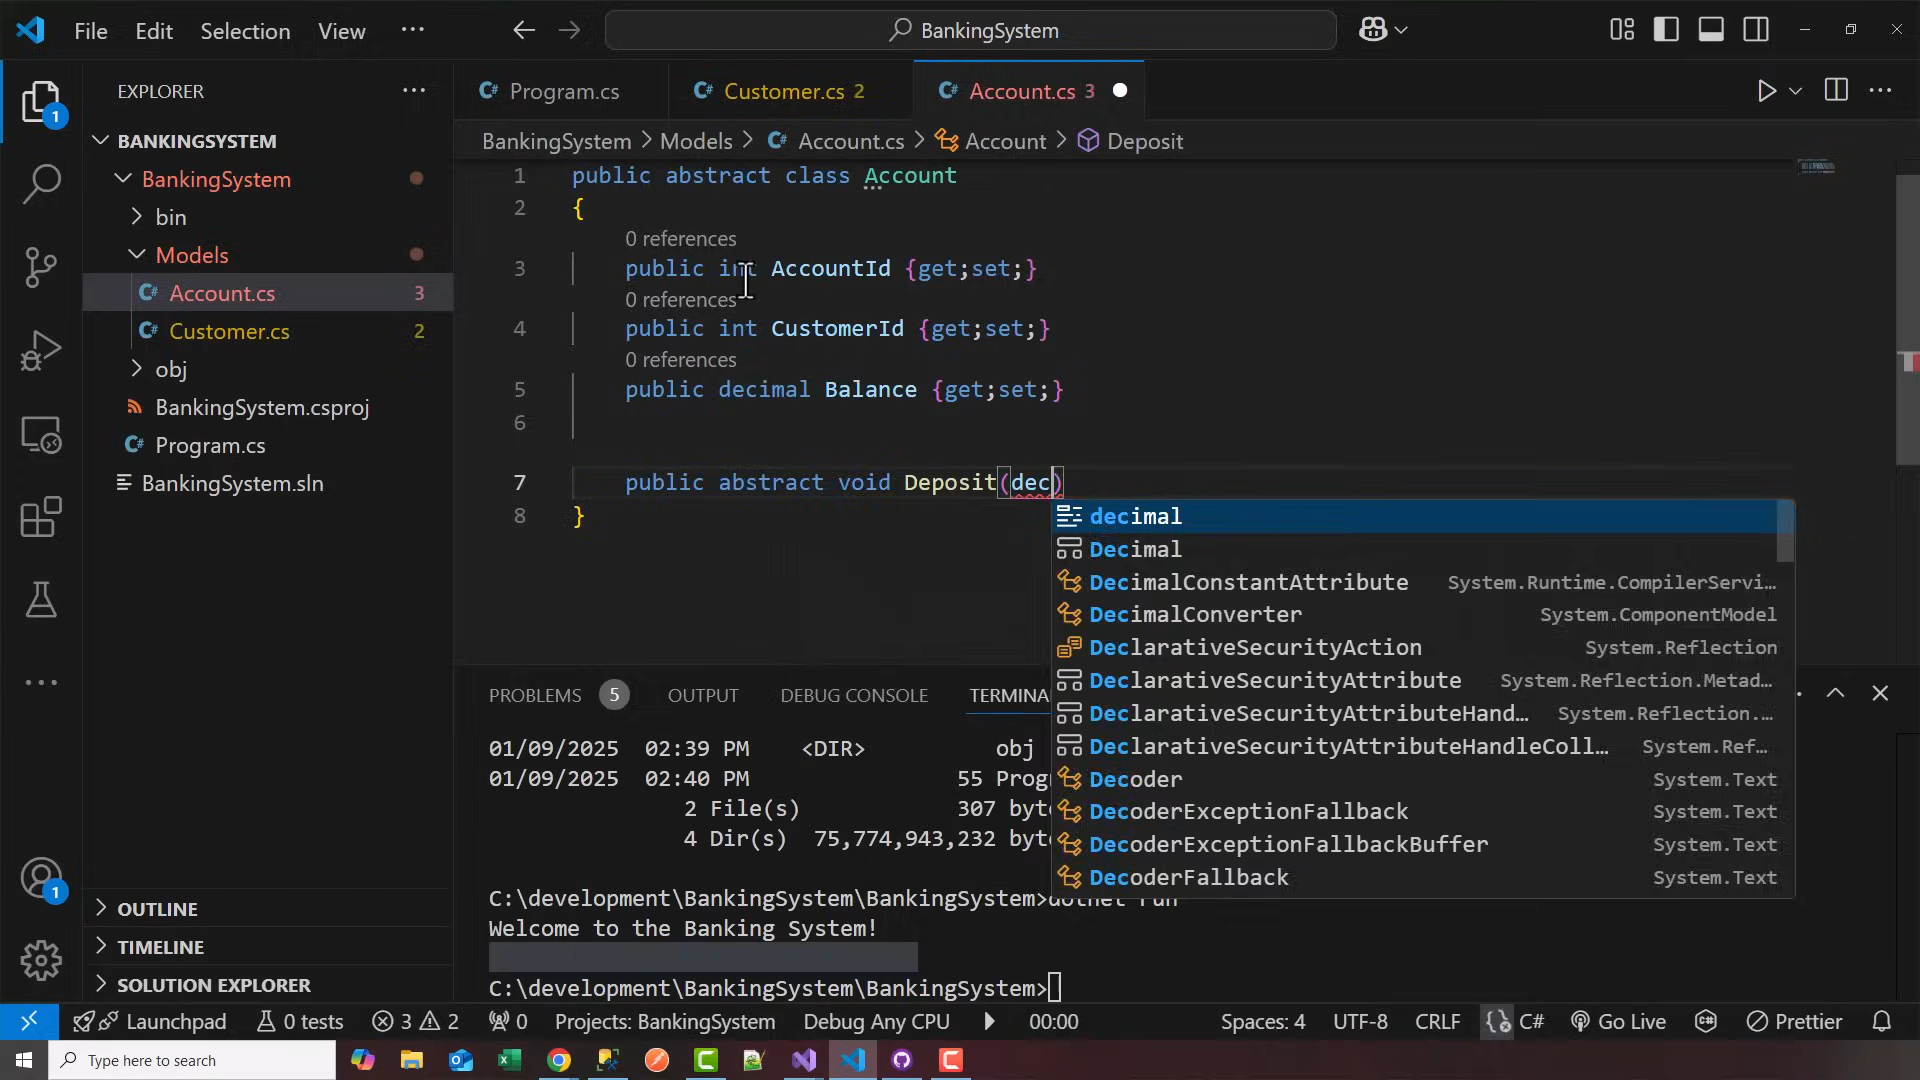 File Edit Selection View ··· BankingSystem
EXPLORER ···
BANKINGSYSTEM
BankingSystem
bin
Models
Account.cs 3
Customer.cs 2
obj
BankingSystem.csproj
Program.cs
BankingSystem.sln
OUTLINE
TIMELINE
SOLUTION EXPLORER
1
1
Program.cs Customer.cs 2 Account.cs 3
BankingSystem > Models > Account.cs > Account > Deposit
1 public abstract class Account
2 {
0 references
3 public int AccountId {get;set;}
0 references
4 public int CustomerId {get;set;}
0 references
5 public decimal Balance {get;set;}
6
7 public abstract void Deposit(dec)
8 }
decimal
Decimal
DecimalConstantAttribute System.Runtime.CompilerServi…
DecimalConverter System.ComponentModel
DeclarativeSecurityAction System.Reflection
DeclarativeSecurityAttribute System.Reflection.Metad…
DeclarativeSecurityAttributeHand… System.Reflection.…
DeclarativeSecurityAttributeHandleColl… System.Ref…
Decoder System.Text
DecoderExceptionFallback System.Text
DecoderExceptionFallbackBuffer System.Text
DecoderFallback System.Text
PROBLEMS 5 OUTPUT DEBUG CONSOLE TERMINA
01/09/2025 02:39 PM <DIR> obj
01/09/2025 02:40 PM 55 Prog
2 File(s) 307 byt
4 Dir(s) 75,774,943,232 byt
C:\development\BankingSystem\BankingSystem>dotnet run
Welcome to the Banking System!
C:\development\BankingSystem\BankingSystem>
Launchpad 0 tests 3 2 0 Projects: BankingSystem Debug Any CPU 00:00 Spaces: 4 UTF-8 CRLF {} C# Go Live Prettier
Type here to search